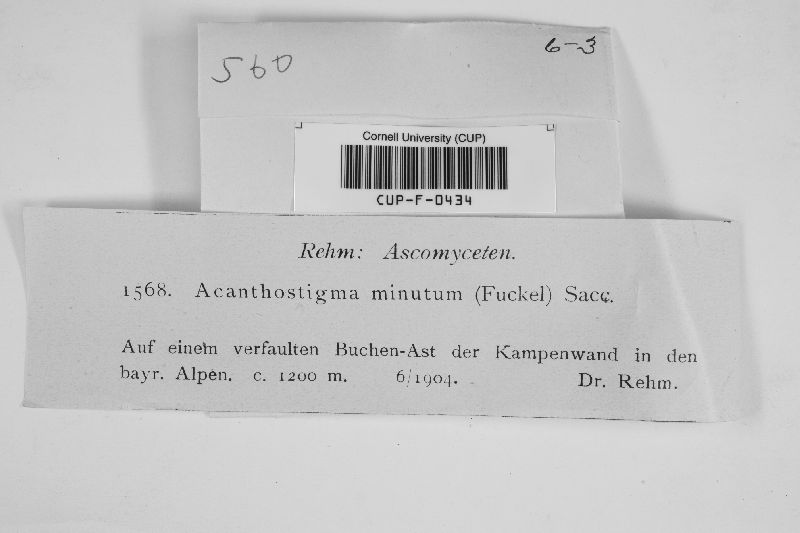 560
6-3
Cornell University (CUP)
CUP-F-0434
Rehm: Ascomyceten.
1568. Acanthostigma minutum (Fuckel) Sacc.
Auf einem verfaulten Buchen-Ast der Kampenwand in den
bayr. Alpen. c. 1200 m. 6/1904. Dr. Rehm.